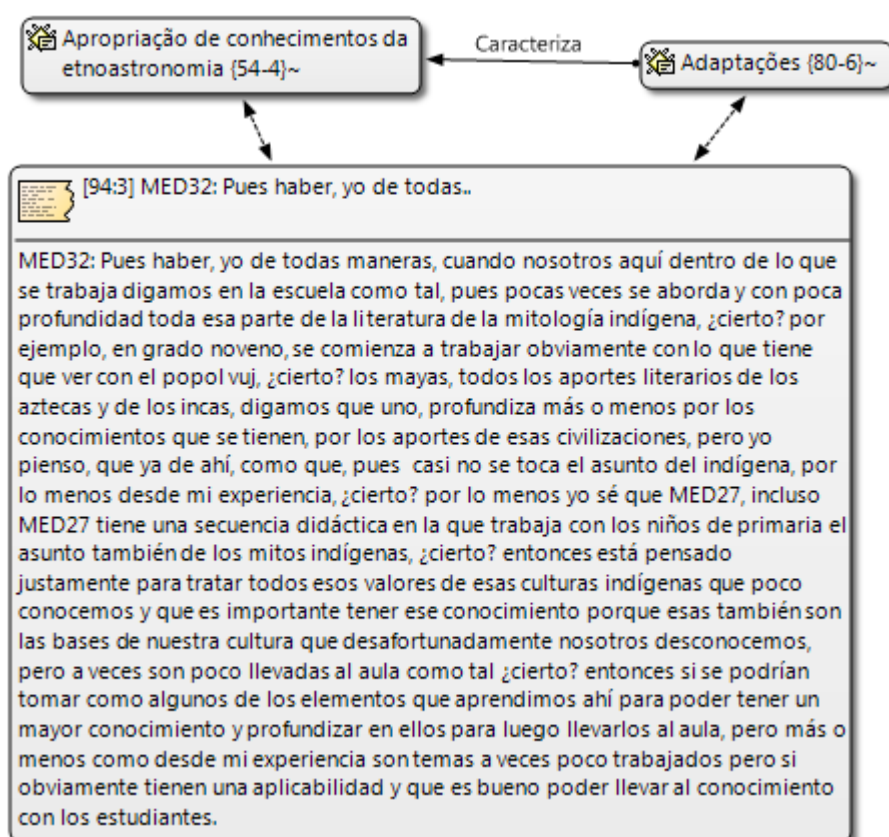 Apropriação de conhecimentos da
etnoastronomia {54-4}~
Caracteriza
Adaptações {80-6}~
[94:3] MED32: Pues haber, yo de todas..
MED32: Pues haber, yo de todas maneras, cuando nosotros aquí dentro de lo que
se trabaja digamos en la escuela como tal, pues pocas veces se aborda y con poca
profundidad toda esa parte de la literatura de la mitología indígena, ¿cierto? por
ejemplo, en grado noveno, se comienza a trabajar obviamente con lo que tiene
que ver con el popol vuj, ¿cierto? los mayas, todos los aportes literarios de los
aztecas y de los incas, digamos que uno, profundiza más o menos por los
conocimientos que se tienen, por los aportes de esas civilizaciones, pero yo
pienso, que ya de ahí, como que, pues casi no se toca el asunto del indígena, por
lo menos desde mi experiencia, ¿cierto? por lo menos yo sé que MED27, incluso
MED27 tiene una secuencia didáctica en la que trabaja con los niños de primaria el
asunto también de los mitos indígenas, ¿cierto? entonces está pensado
justamente para tratar todos esos valores de esas culturas indígenas que poco
conocemos y que es importante tener ese conocimiento porque esas también son
las bases de nuestra cultura que desafortunadamente nosotros desconocemos,
pero a veces son poco llevadas al aula como tal ¿cierto? entonces si se podrían
tomar como algunos de los elementos que aprendimos ahí para poder tener un
mayor conocimiento y profundizar en ellos para luego llevarlos al aula, pero más o
menos como desde mi experiencia son temas a veces poco trabajados pero si
obviamente tienen una aplicabilidad y que es bueno poder llevar al conocimiento
con los estudiantes.